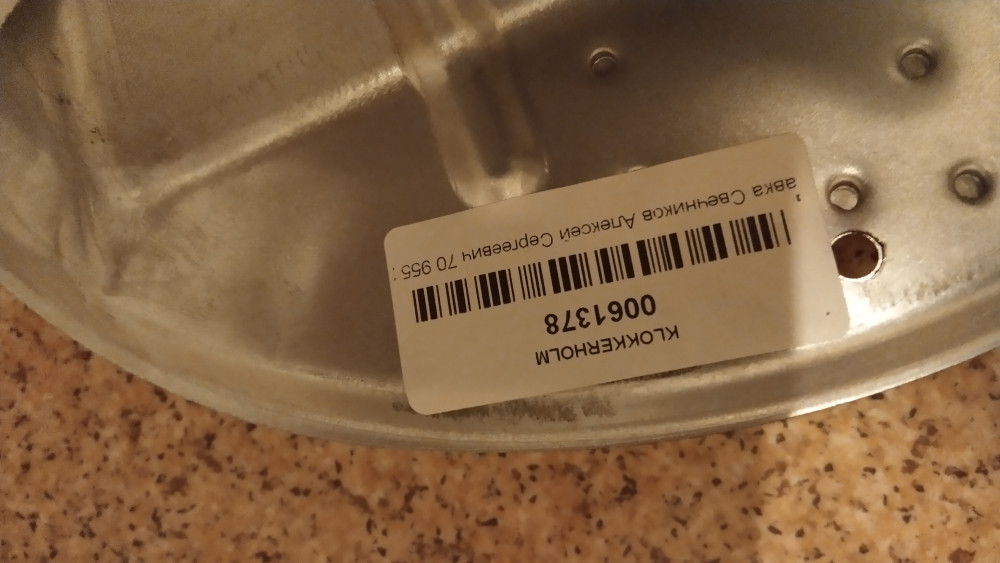 KLOKKERHOLM
0061378
авка Свечников Алексей Сергеевич 70 955